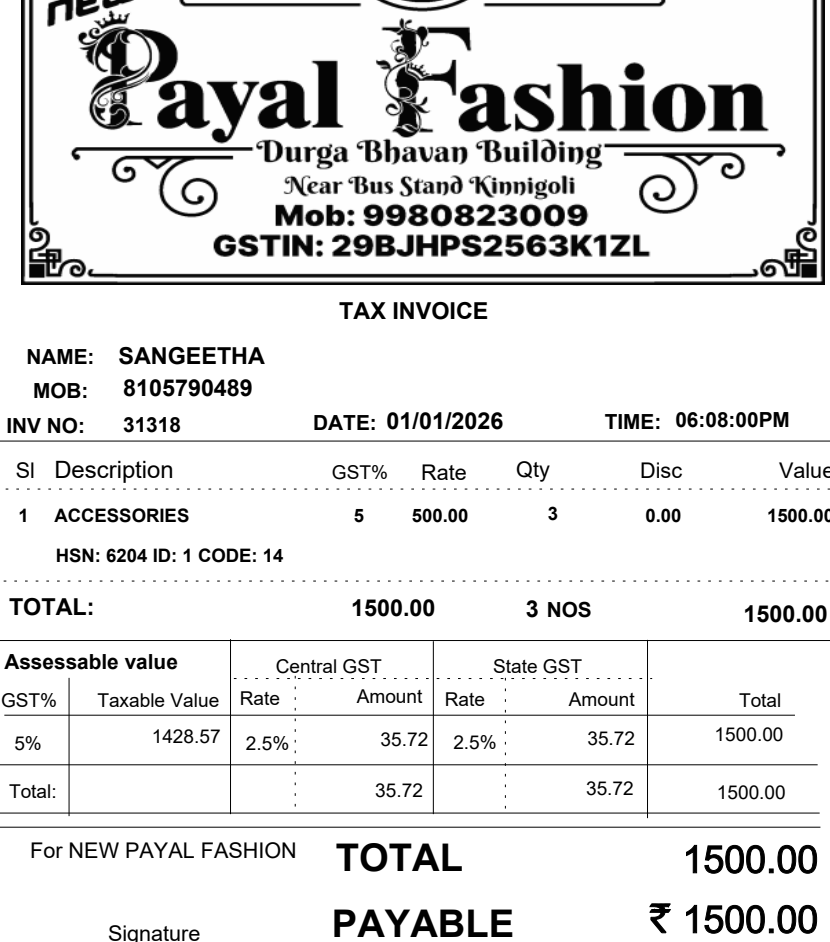 new
Payal Fashion
Durga Bhavan Building
Near Bus Stand Kinnigoli
Mob: 9980823009
GSTIN: 29BJHPS2563K1ZL
TAX INVOICE
NAME: SANGEETHA
MOB: 8105790489
INV NO: 31318 DATE: 01/01/2026 TIME: 06:08:00PM
Sl Description GST% Rate Qty Disc Value
1 ACCESSORIES 5 500.00 3 0.00 1500.00
HSN: 6204 ID: 1 CODE: 14
TOTAL: 1500.00 3 NOS 1500.00
Assessable value Central GST State GST
GST% Taxable Value Rate Amount Rate Amount Total
5% 1428.57 2.5% 35.72 2.5% 35.72 1500.00
Total: 35.72 35.72 1500.00
For NEW PAYAL FASHION TOTAL 1500.00
Signature PAYABLE ₹ 1500.00